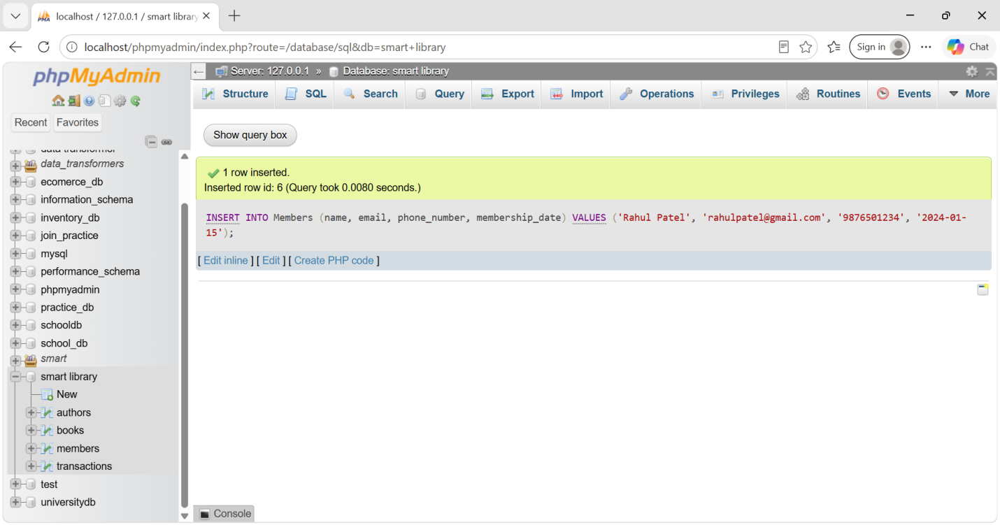 localhost / 127.0.0.1 / smart library
localhost/phpmyadmin/index.php?route=/database/sql&db=smart+library
Sign in
Chat
phpMyAdmin
Recent
Favorites
data_transformers
ecomerce_db
information_schema
inventory_db
join_practice
mysql
performance_schema
phpmyadmin
practice_db
schooldb
school_db
smart
smart library
New
authors
books
members
transactions
test
universitydb
Server: 127.0.0.1 » Database: smart library
Structure SQL Search Query Export Import Operations Privileges Routines Events More
Show query box
1 row inserted.
Inserted row id: 6 (Query took 0.0080 seconds.)
INSERT INTO Members (name, email, phone_number, membership_date) VALUES ('Rahul Patel', 'rahulpatel@gmail.com', '9876501234', '2024-01-
15');
[ Edit inline ] [ Edit ] [ Create PHP code ]
Console